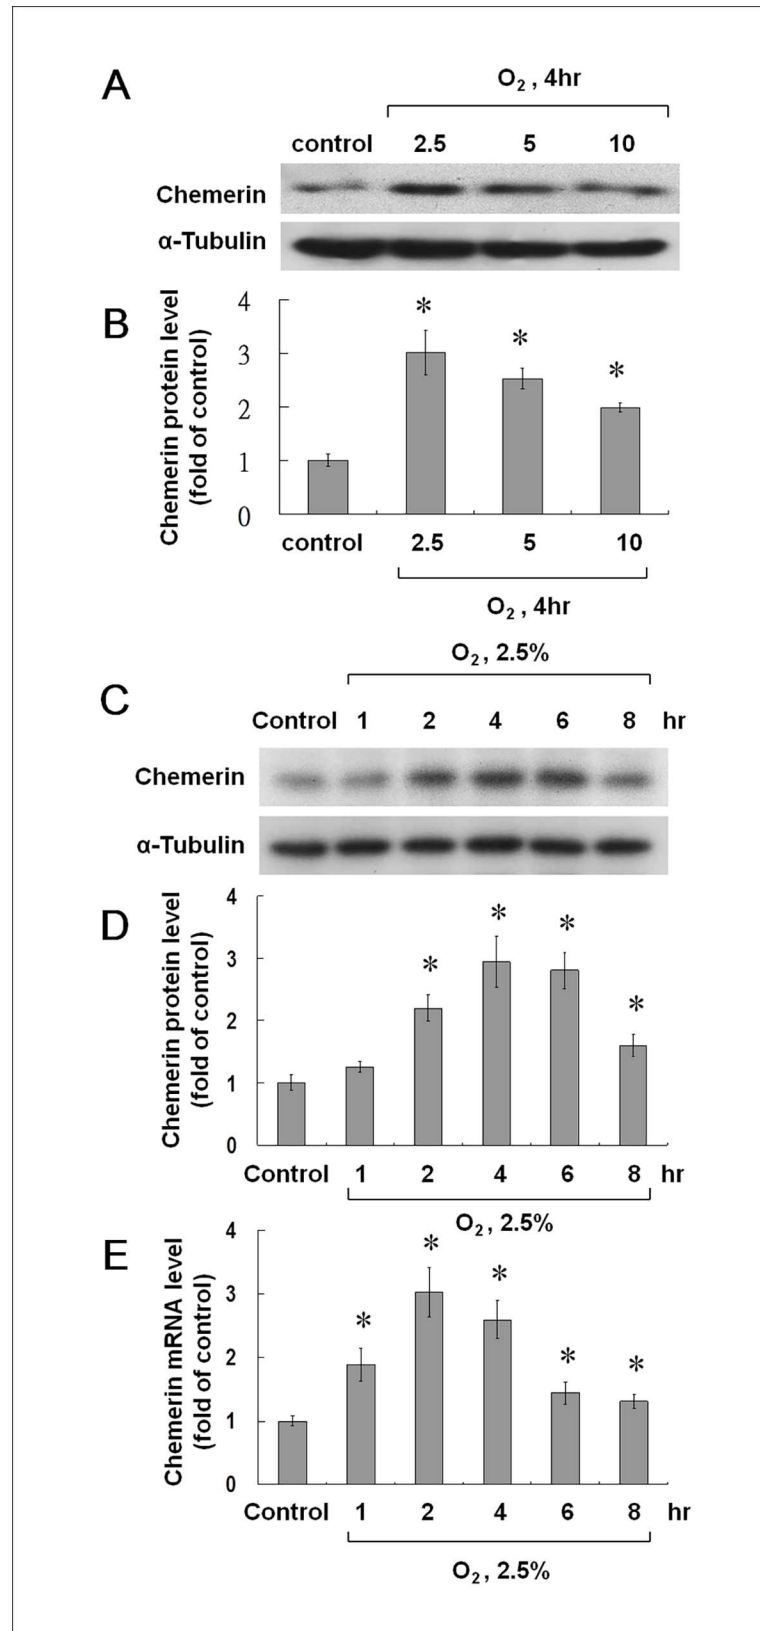 A
O₂ , 4hr
control 2.5 5 10
Chemerin
α-Tubulin
B
Chemerin protein level
(fold of control)
4
*
3
*
*
2
1
0
control 2.5 5 10
O₂ , 4hr
O₂ , 2.5%
C
Control 1 2 4 6 8 hr
Chemerin
α-Tubulin
D
Chemerin protein level
(fold of control)
4
*
*
3
*
2
*
1
0
Control 1 2 4 6 8 hr
O₂ , 2.5%
E
Chemerin mRNA level
(fold of control)
4
*
*
3
*
2
*
*
1
0
Control 1 2 4 6 8 hr
O₂ , 2.5%